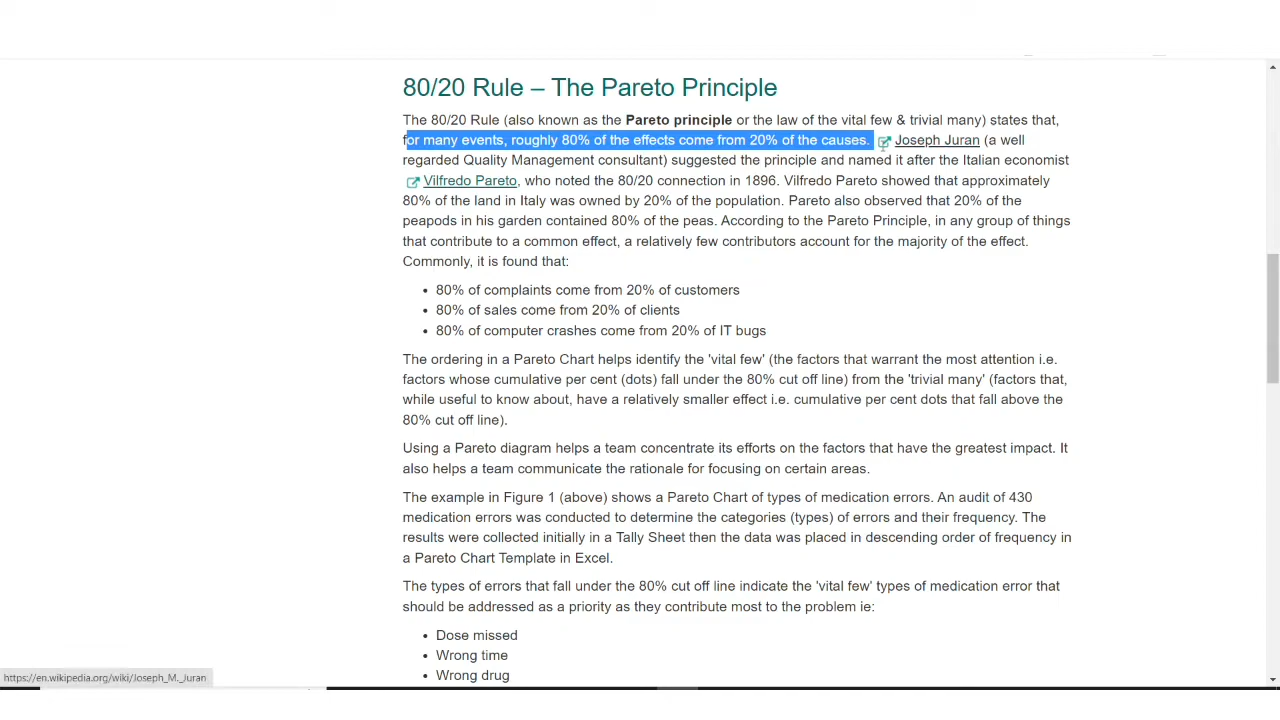 80/20 Rule – The Pareto Principle
The 80/20 Rule (also known as the Pareto principle or the law of the vital few & trivial many) states that,
for many events, roughly 80% of the effects come from 20% of the causes. Joseph Juran (a well
regarded Quality Management consultant) suggested the principle and named it after the Italian economist
Vilfredo Pareto, who noted the 80/20 connection in 1896. Vilfredo Pareto showed that approximately
80% of the land in Italy was owned by 20% of the population. Pareto also observed that 20% of the
peapods in his garden contained 80% of the peas. According to the Pareto Principle, in any group of things
that contribute to a common effect, a relatively few contributors account for the majority of the effect.
Commonly, it is found that:
• 80% of complaints come from 20% of customers
• 80% of sales come from 20% of clients
• 80% of computer crashes come from 20% of IT bugs
The ordering in a Pareto Chart helps identify the 'vital few' (the factors that warrant the most attention i.e.
factors whose cumulative per cent (dots) fall under the 80% cut off line) from the 'trivial many' (factors that,
while useful to know about, have a relatively smaller effect i.e. cumulative per cent dots that fall above the
80% cut off line).
Using a Pareto diagram helps a team concentrate its efforts on the factors that have the greatest impact. It
also helps a team communicate the rationale for focusing on certain areas.
The example in Figure 1 (above) shows a Pareto Chart of types of medication errors. An audit of 430
medication errors was conducted to determine the categories (types) of errors and their frequency. The
results were collected initially in a Tally Sheet then the data was placed in descending order of frequency in
a Pareto Chart Template in Excel.
The types of errors that fall under the 80% cut off line indicate the 'vital few' types of medication error that
should be addressed as a priority as they contribute most to the problem ie:
• Dose missed
• Wrong time
• Wrong drug
https://en.wikipedia.org/wiki/Joseph_M._Juran